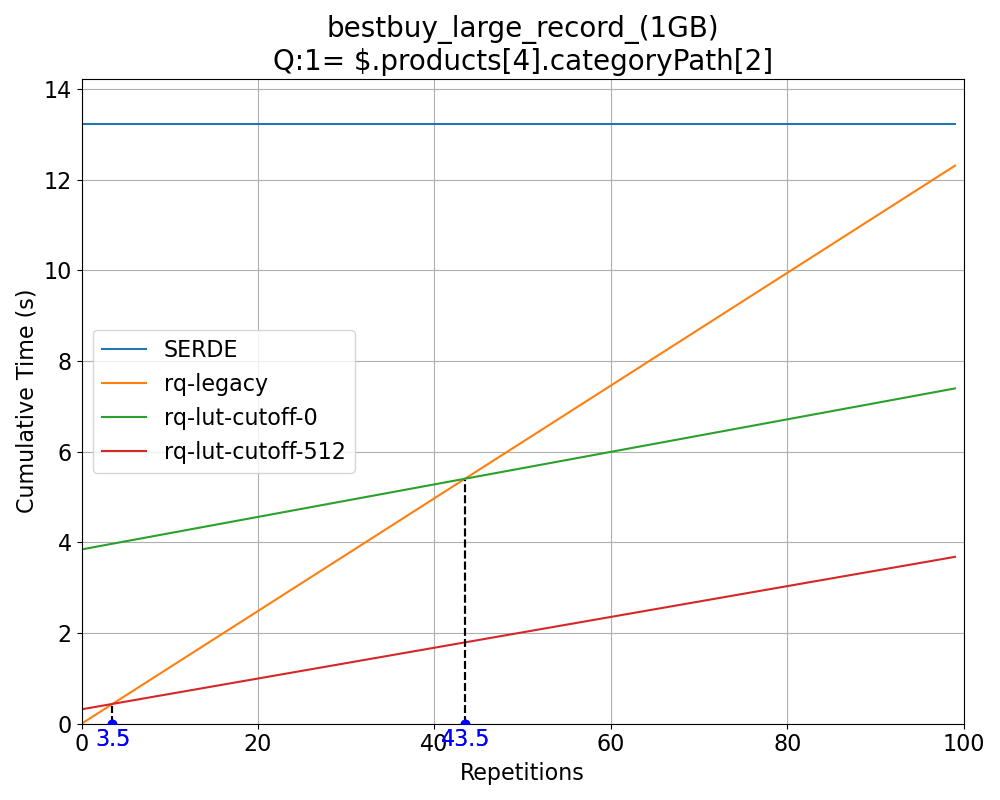 bestbuy_large_record_(1GB)
Q:1= $.products[4].categoryPath[2]
14
12
10
8
6
4
2
0
Cumulative Time (s)
SERDE
rq-legacy
rq-lut-cutoff-0
rq-lut-cutoff-512
0 3.5 20 40 43.5 60 80 100
Repetitions